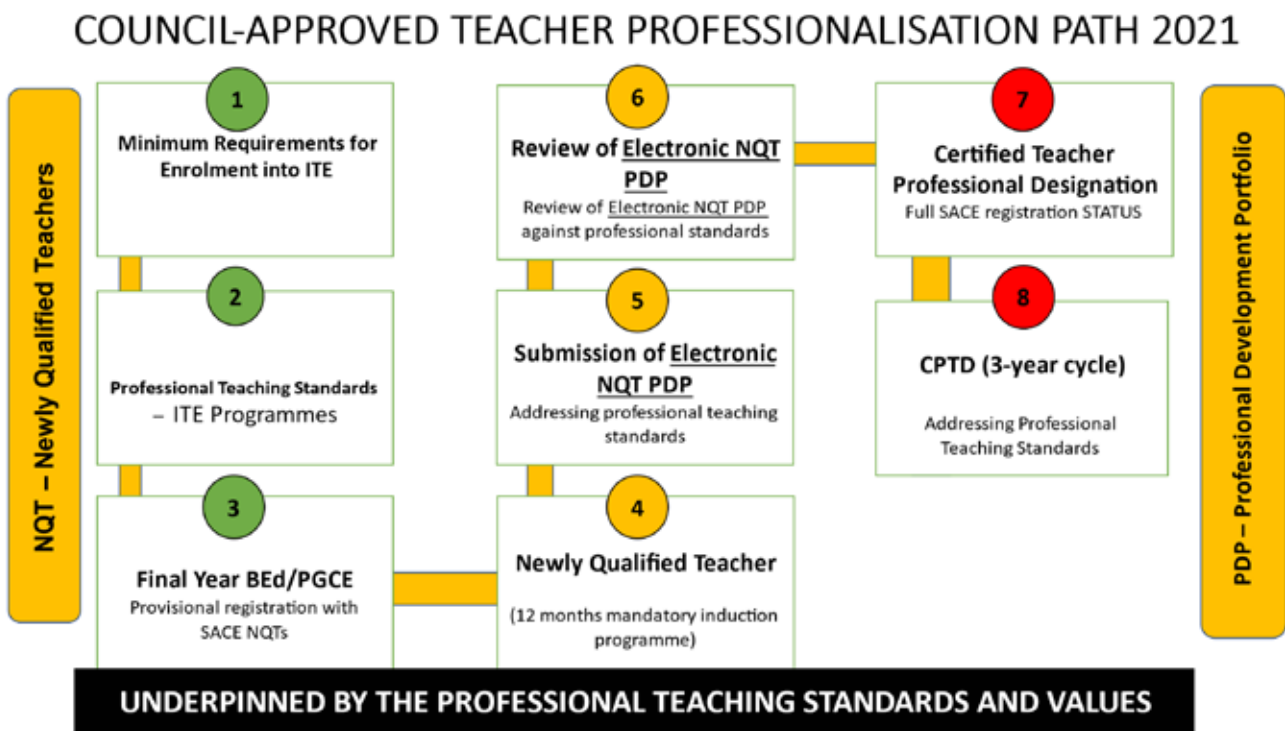 COUNCIL-APPROVED TEACHER PROFESSIONALISATION PATH 2021
NQT – Newly Qualified Teachers
1
Minimum Requirements for
Enrolment into ITE
2
Professional Teaching Standards
– ITE Programmes
3
Final Year BEd/PGCE
Provisional registration with
SACE NQTs
4
Newly Qualified Teacher
(12 months mandatory induction
programme)
5
Submission of Electronic
NQT PDP
Addressing professional teaching
standards
6
Review of Electronic NQT
PDP
Review of Electronic NQT PDP
against professional standards
7
Certified Teacher
Professional Designation
Full SACE registration STATUS
8
CPTD (3-year cycle)
Addressing Professional
Teaching Standards
PDP – Professional Development Portfolio
UNDERPINNED BY THE PROFESSIONAL TEACHING STANDARDS AND VALUES